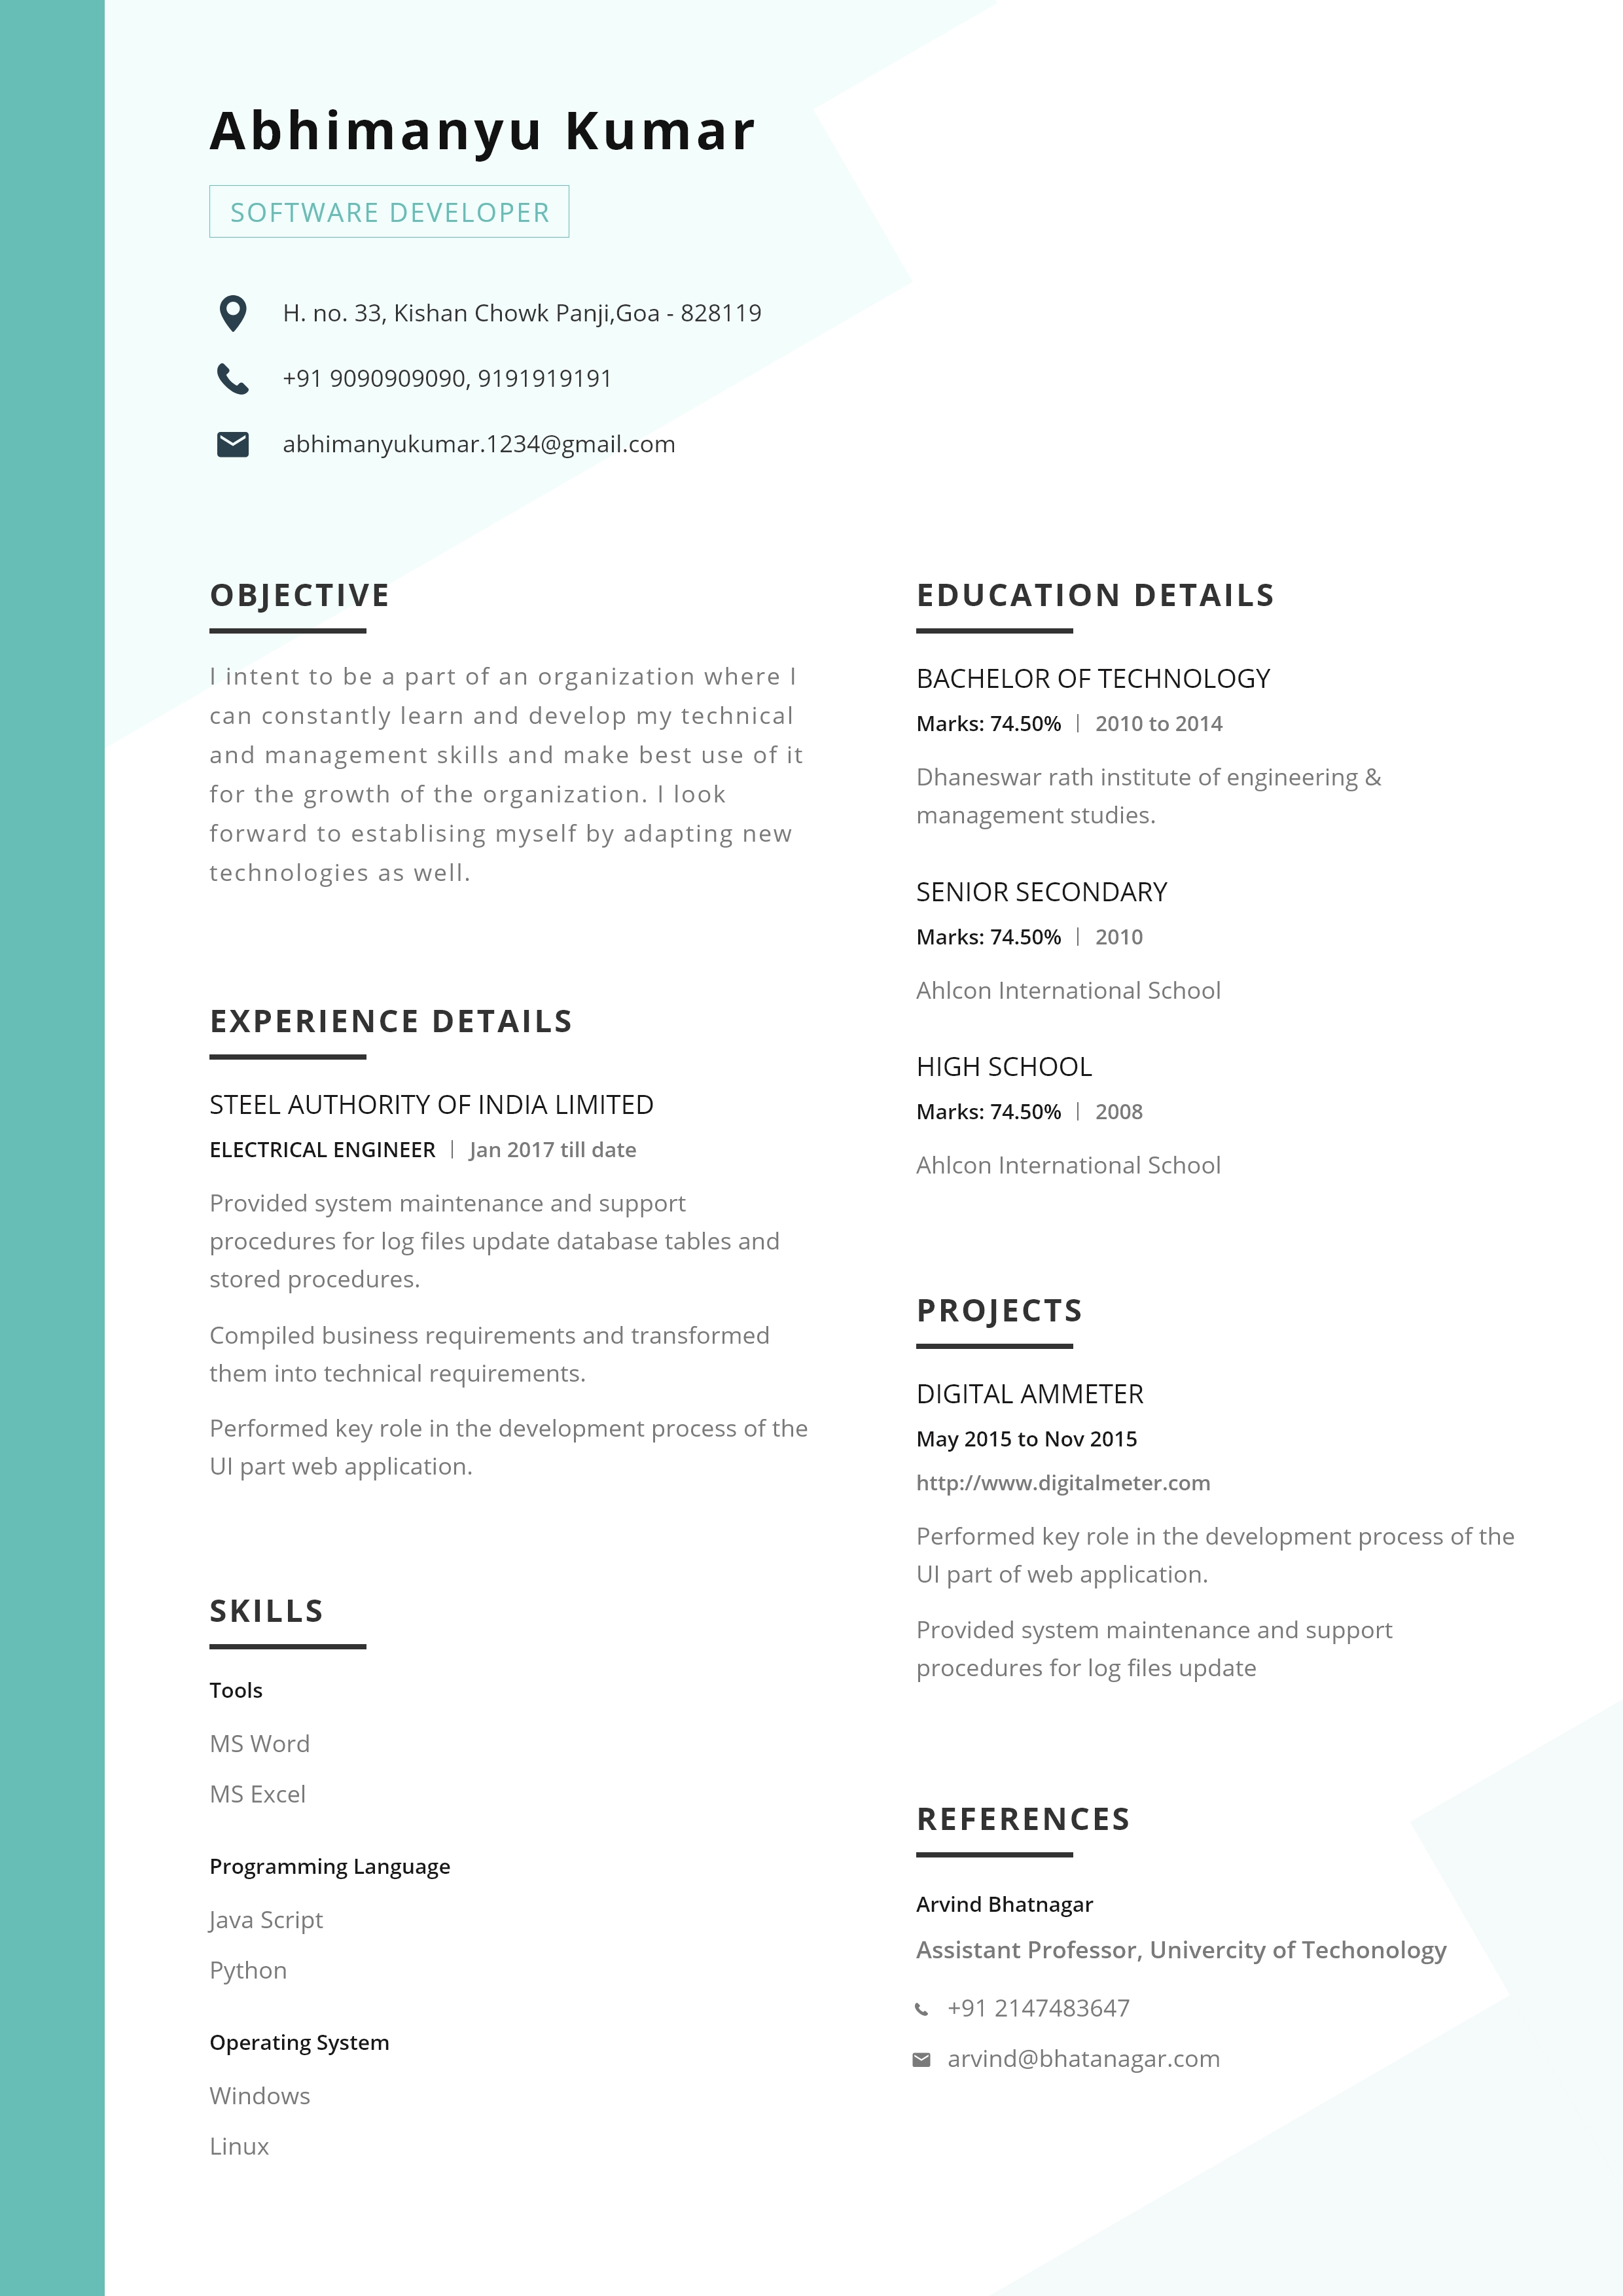 Abhimanyu Kumar
SOFTWARE DEVELOPER
H. no. 33, Kishan Chowk Panji,Goa - 828119
+91 9090909090, 9191919191
abhimanyukumar.1234@gmail.com
OBJECTIVE
I intent to be a part of an organization where I
can constantly learn and develop my technical
and management skills and make best use of it
for the growth of the organization. I look
forward to establising myself by adapting new
technologies as well.
EXPERIENCE DETAILS
STEEL AUTHORITY OF INDIA LIMITED
ELECTRICAL ENGINEER | Jan 2017 till date
Provided system maintenance and support
procedures for log files update database tables and
stored procedures.
Compiled business requirements and transformed
them into technical requirements.
Performed key role in the development process of the
UI part web application.
SKILLS
Tools
MS Word
MS Excel
Programming Language
Java Script
Python
Operating System
Windows
Linux
EDUCATION DETAILS
BACHELOR OF TECHNOLOGY
Marks: 74.50% | 2010 to 2014
Dhaneswar rath institute of engineering &
management studies.
SENIOR SECONDARY
Marks: 74.50% | 2010
Ahlcon International School
HIGH SCHOOL
Marks: 74.50% | 2008
Ahlcon International School
PROJECTS
DIGITAL AMMETER
May 2015 to Nov 2015
http://www.digitalmeter.com
Performed key role in the development process of the
UI part of web application.
Provided system maintenance and support
procedures for log files update
REFERENCES
Arvind Bhatnagar
Assistant Professor, Univercity of Techonology
+91 2147483647
arvind@bhatanagar.com